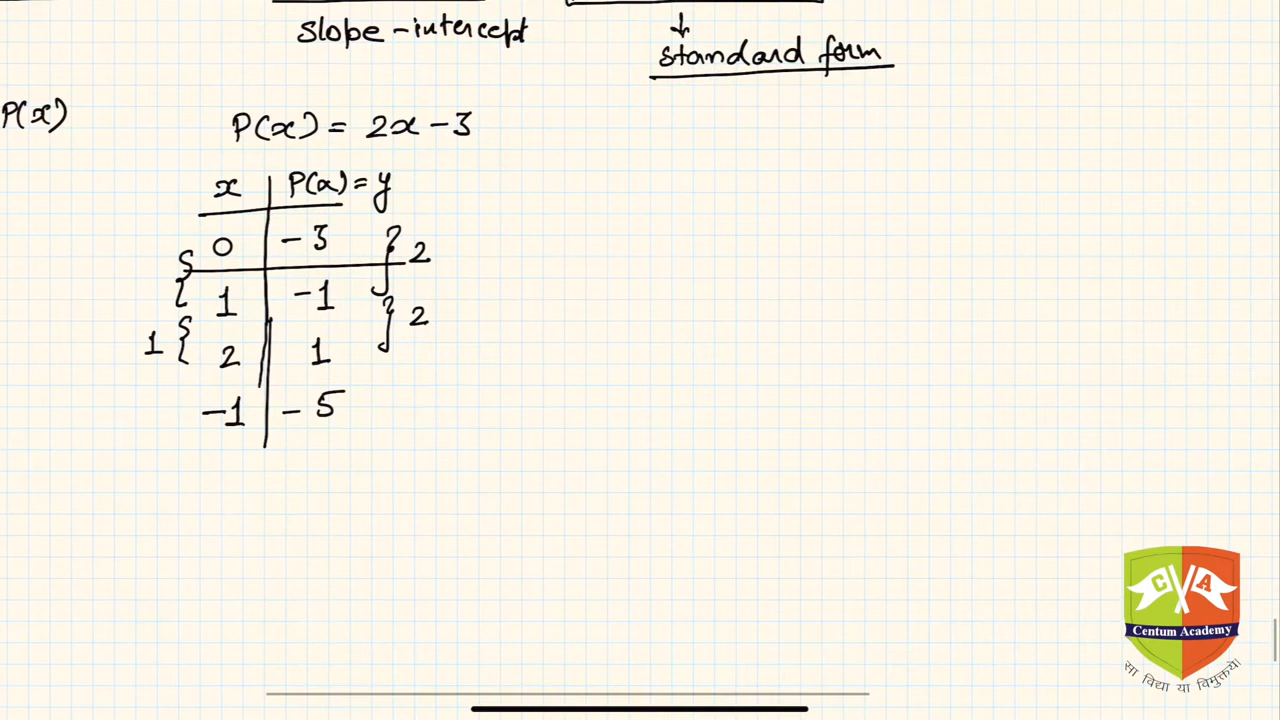 slope-intercept
standard form
P(x)
P(x) = 2x - 3
x | P(x) = y
0 | -3 } 2
1 | -1 } 2
1 { 2 | 1
-1 | -5
C A
Centum Academy
सा विद्या या विमुक्तये